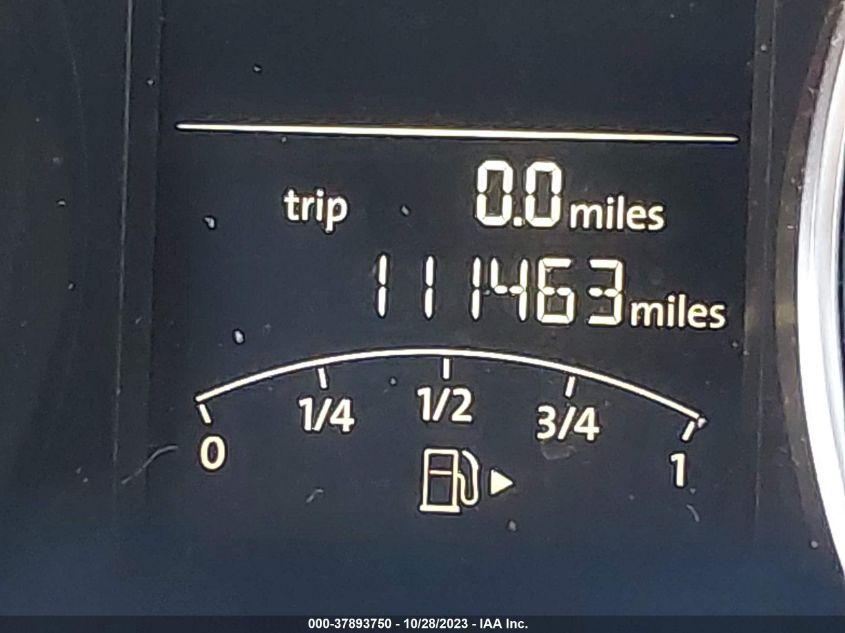 trip 0.0 miles
111463 miles
0 1/4 1/2 3/4 1
000-37893750 - 10/28/2023 - IAA Inc.